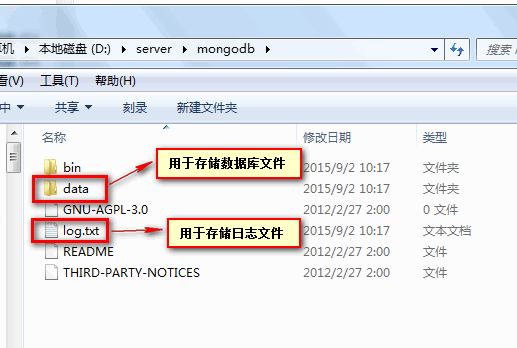 机 ▸ 本地磁盘 (D:) ▸ server ▸ mongodb ▸
搜索
看(V) 工具(T) 帮助(H)
中 ▾ 共享 ▾ 刻录 新建文件夹
名称 修改日期 类型
bin 2015/9/2 10:17 文件夹
data 2015/9/2 10:17 文件夹
用于存储数据库文件
GNU-AGPL-3.0 2012/2/27 2:00 0 文件
log.txt 2015/9/2 10:17 文本文档
用于存储日志文件
README 2012/2/27 2:00 文件
THIRD-PARTY-NOTICES 2012/2/27 2:00 文件